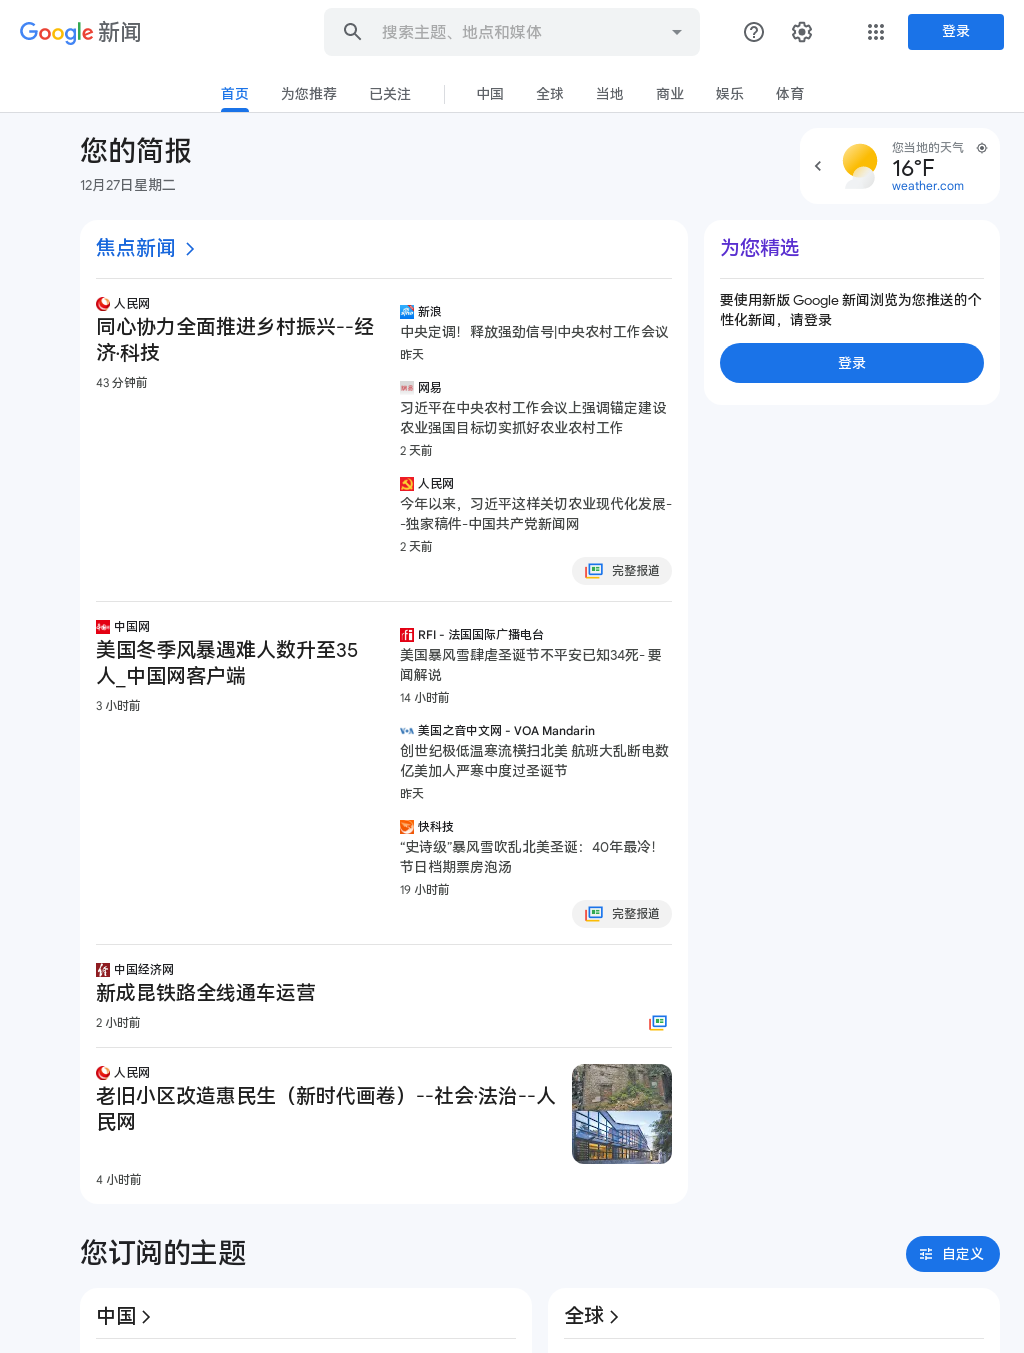 Google 新闻
搜索主题、地点和媒体
登录
首页
为您推荐
已关注
中国
全球
当地
商业
娱乐
体育
您的简报
12月27日星期二
您当地的天气
16°F
weather.com
焦点新闻
人民网
同心协力全面推进乡村振兴--经
济·科技
43 分钟前
新浪
中央定调！释放强劲信号|中央农村工作会议
昨天
网易
习近平在中央农村工作会议上强调锚定建设
农业强国目标切实抓好农业农村工作
2 天前
人民网
今年以来，习近平这样关切农业现代化发展-
-独家稿件-中国共产党新闻网
2 天前
完整报道
为您精选
要使用新版 Google 新闻浏览为您推送的个
性化新闻，请登录
登录
中国网
美国冬季风暴遇难人数升至35
人_中国网客户端
3 小时前
RFI - 法国国际广播电台
美国暴风雪肆虐圣诞节不平安已知34死- 要
闻解说
14 小时前
美国之音中文网 - VOA Mandarin
创世纪极低温寒流横扫北美 航班大乱断电数
亿美加人严寒中度过圣诞节
昨天
快科技
“史诗级”暴风雪吹乱北美圣诞：40年最冷！
节日档期票房泡汤
19 小时前
完整报道
中国经济网
新成昆铁路全线通车运营
2 小时前
人民网
老旧小区改造惠民生（新时代画卷）--社会·法治--人
民网
4 小时前
您订阅的主题
自定义
中国
全球